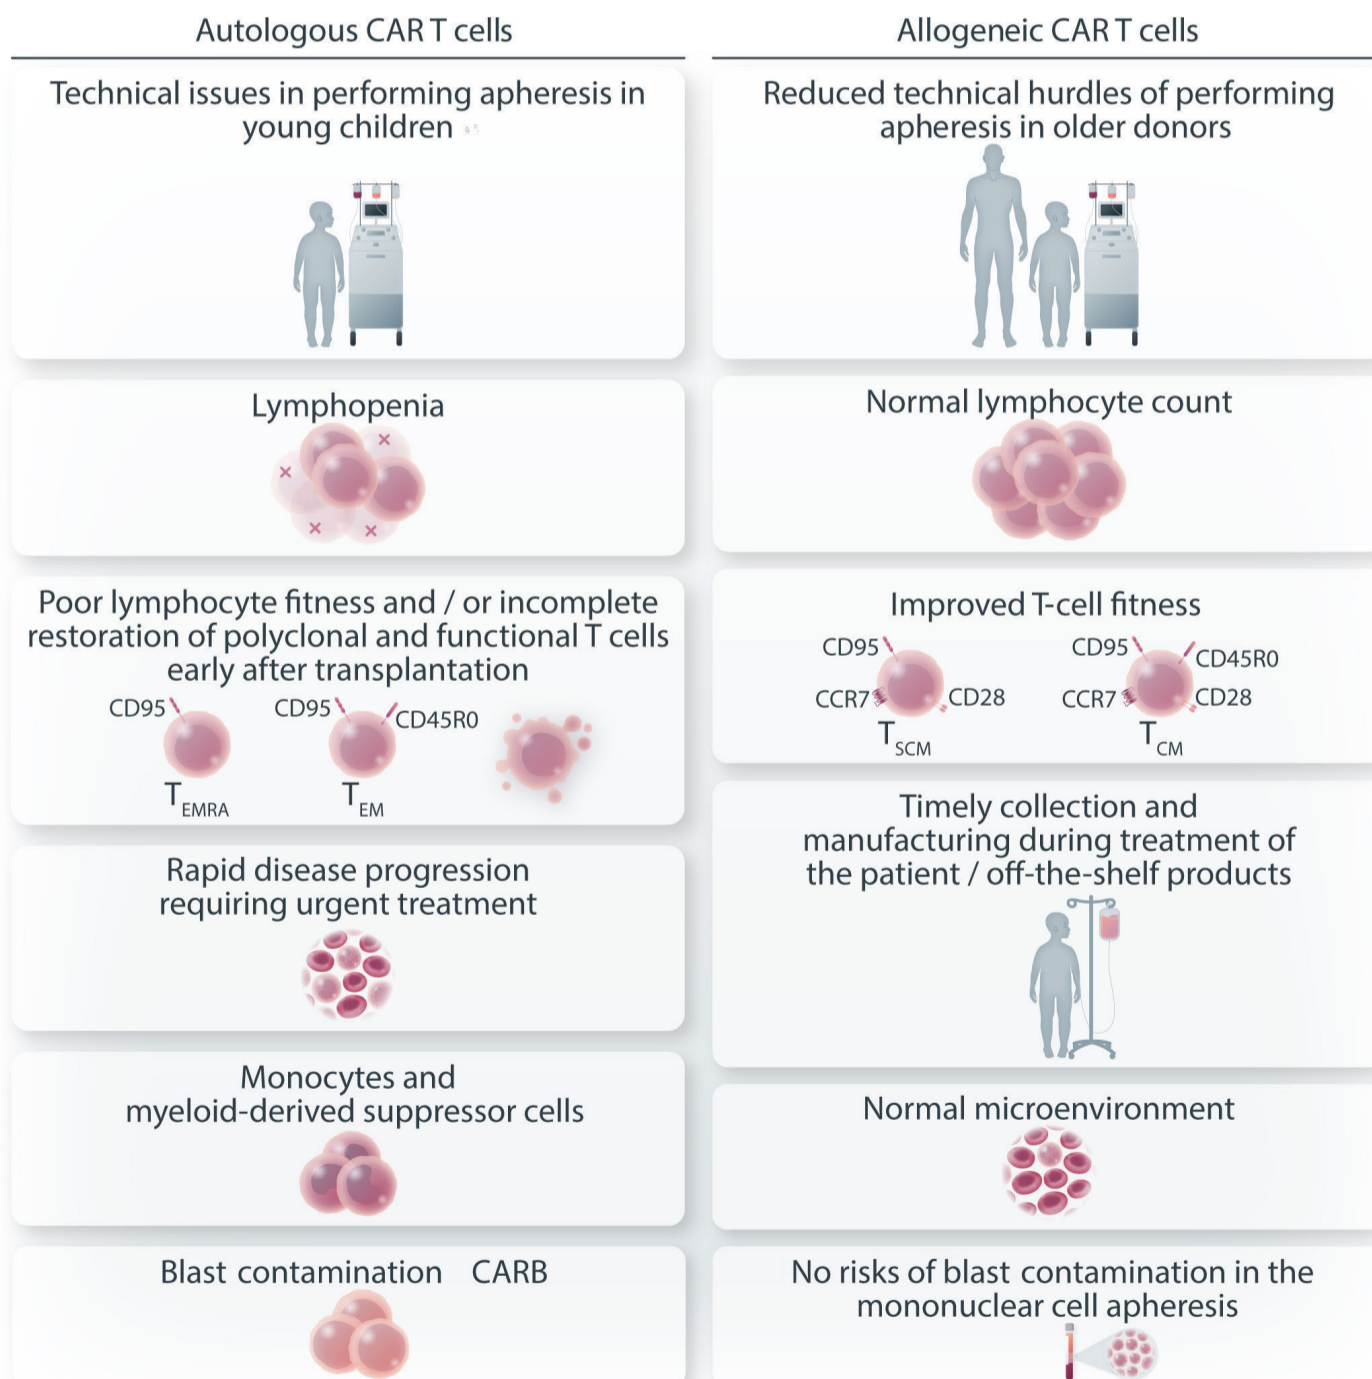 Autologous CAR T cells
Technical issues in performing apheresis in
young children
Lymphopenia
Poor lymphocyte fitness and / or incomplete
restoration of polyclonal and functional T cells
early after transplantation
CD95
CD95
CD45R0
TEMRA
TEM
Rapid disease progression
requiring urgent treatment
Monocytes and
myeloid-derived suppressor cells
Blast contamination CARB
Allogeneic CAR T cells
Reduced technical hurdles of performing
apheresis in older donors
Normal lymphocyte count
Improved T-cell fitness
CD95
CCR7
CD28
TSCM
CD95
CD45R0
CCR7
CD28
TCM
Timely collection and
manufacturing during treatment of
the patient / off-the-shelf products
Normal microenvironment
No risks of blast contamination in the
mononuclear cell apheresis